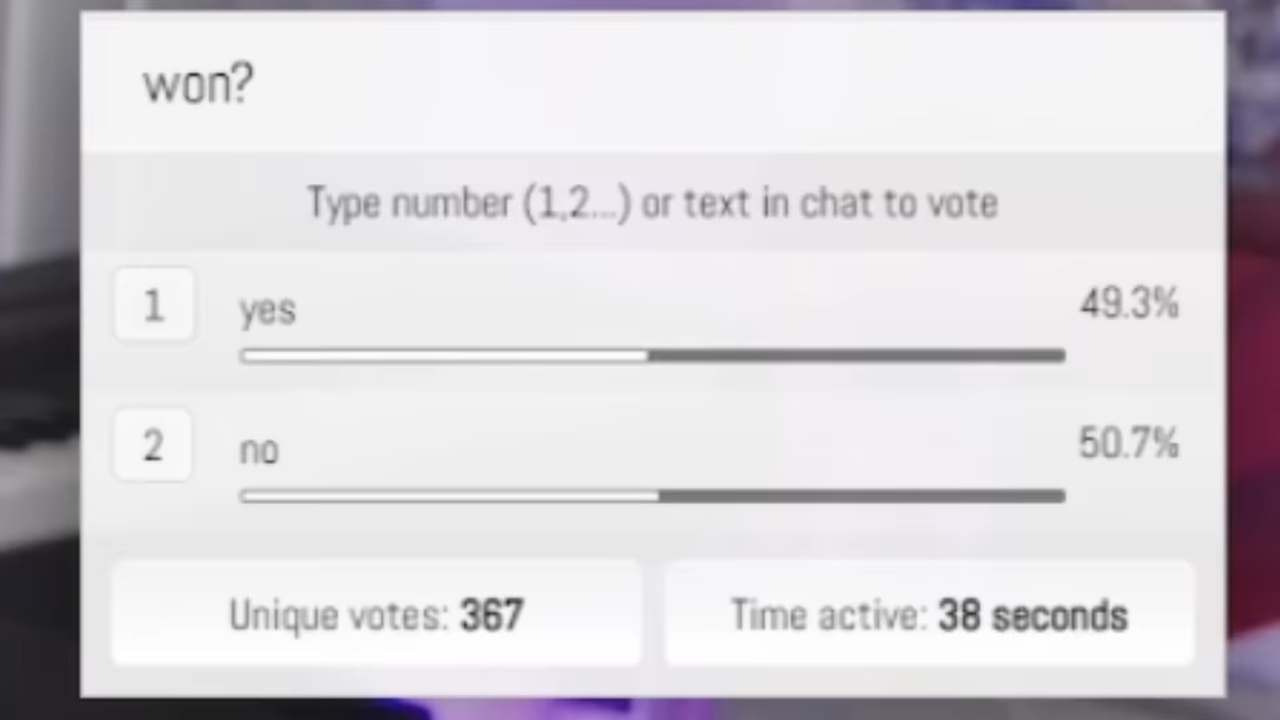 won?
Type number (1,2...) or text in chat to vote
1 yes 49.3%
2 no 50.7%
Unique votes: 367 Time active: 38 seconds